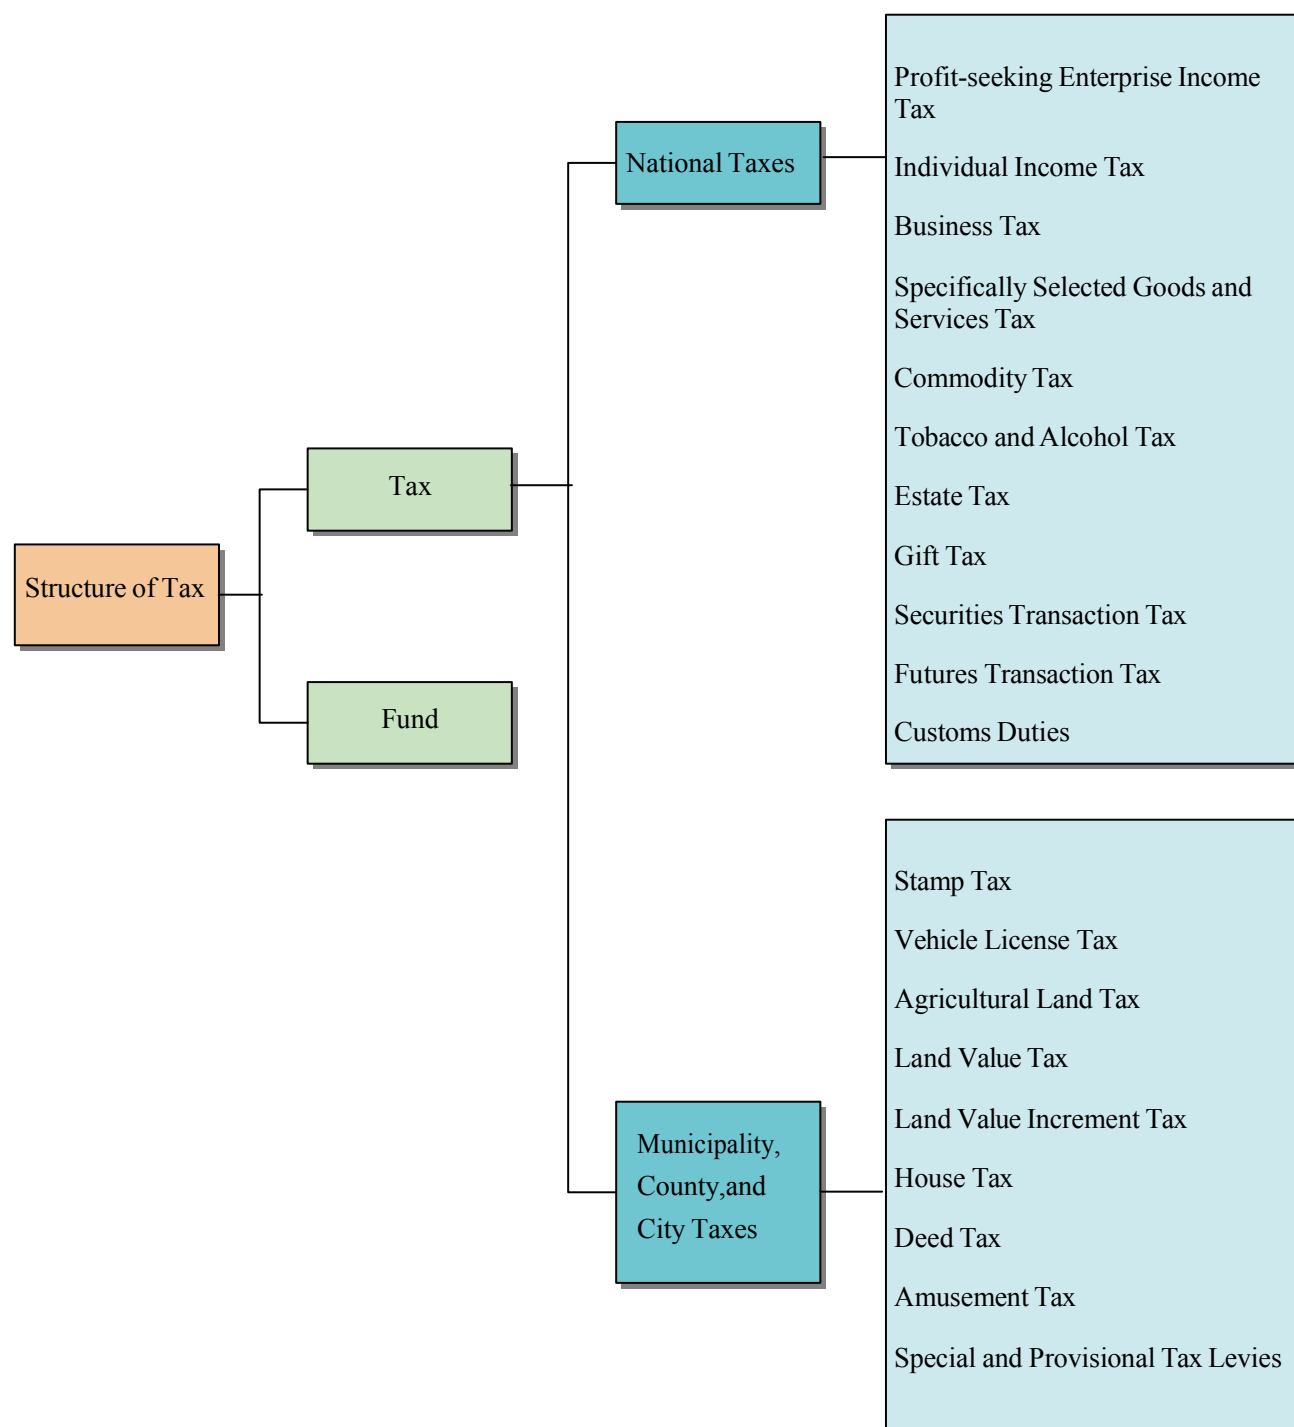 Structure of Tax
Tax
Fund
National Taxes
Profit-seeking Enterprise Income
Tax
Individual Income Tax
Business Tax
Specifically Selected Goods and
Services Tax
Commodity Tax
Tobacco and Alcohol Tax
Estate Tax
Gift Tax
Securities Transaction Tax
Futures Transaction Tax
Customs Duties
Municipality,
County,and
City Taxes
Stamp Tax
Vehicle License Tax
Agricultural Land Tax
Land Value Tax
Land Value Increment Tax
House Tax
Deed Tax
Amusement Tax
Special and Provisional Tax Levies